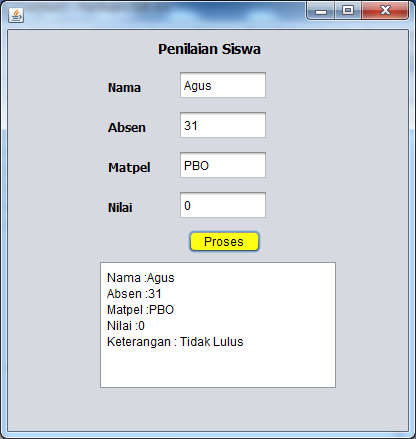 Penilaian Siswa
Nama Agus
Absen 31
Matpel PBO
Nilai 0
Proses
Nama :Agus
Absen :31
Matpel :PBO
Nilai :0
Keterangan : Tidak Lulus